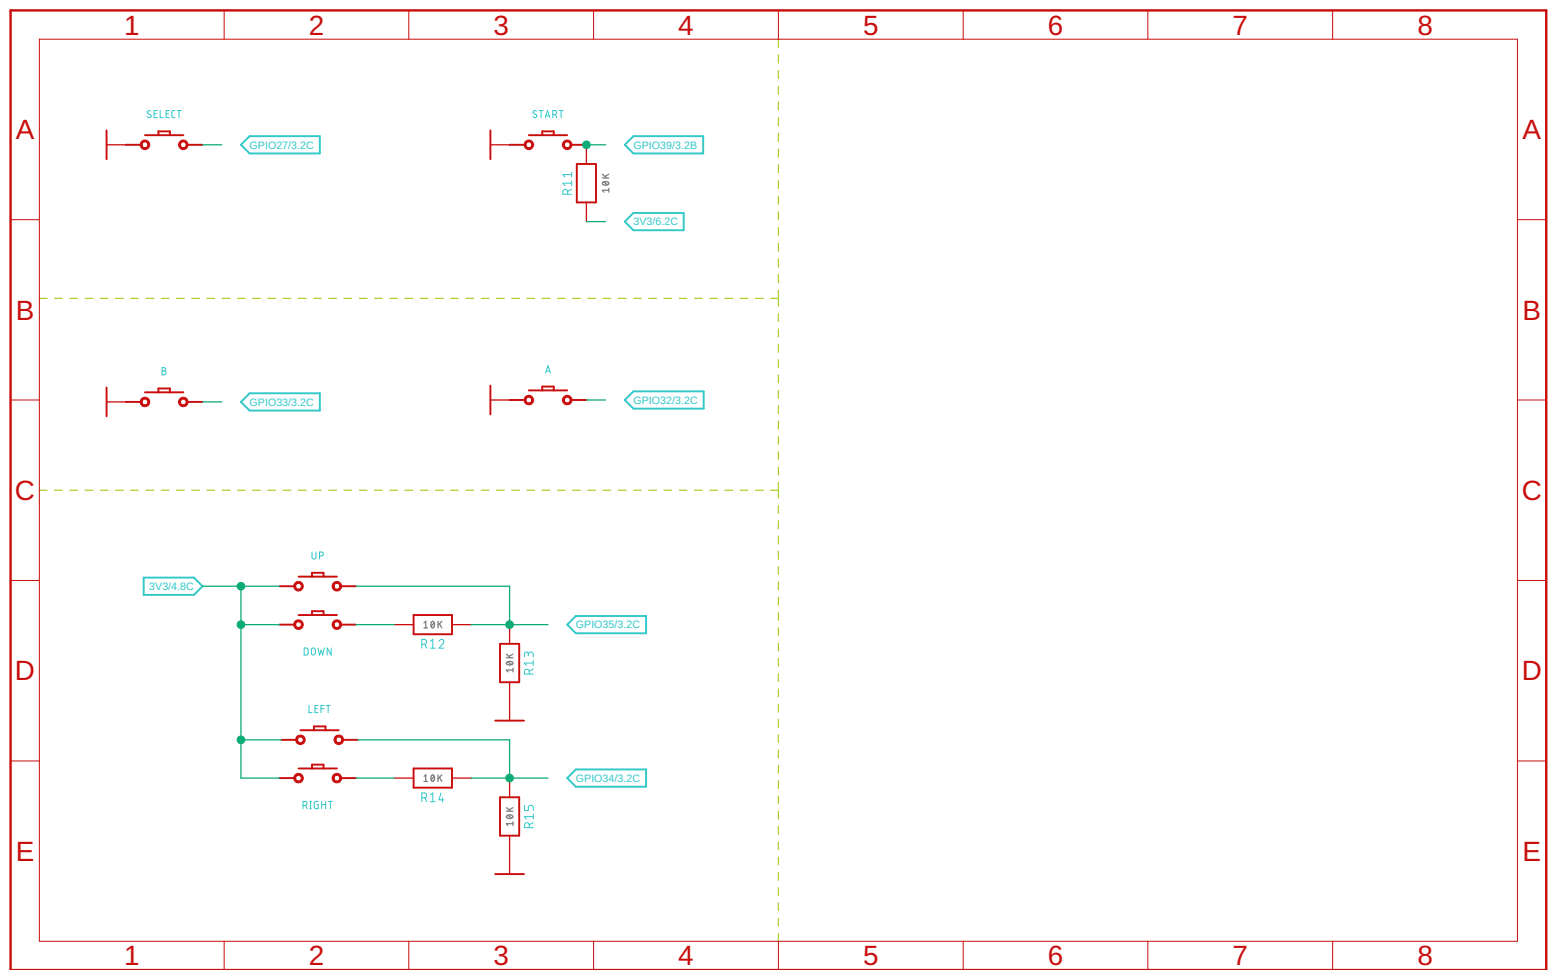 1 2 3 4 5 6 7 8
A A
SELECT START
GPIO27/3.2C GPIO39/3.2B
R11 10K
3V3/6.2C
B B
B A
GPIO33/3.2C GPIO32/3.2C
C C
UP
3V3/4.8C
10K GPIO35/3.2C
R12
DOWN
10K R13
D D
LEFT
10K GPIO34/3.2C
R14
RIGHT
10K R15
E E
1 2 3 4 5 6 7 8